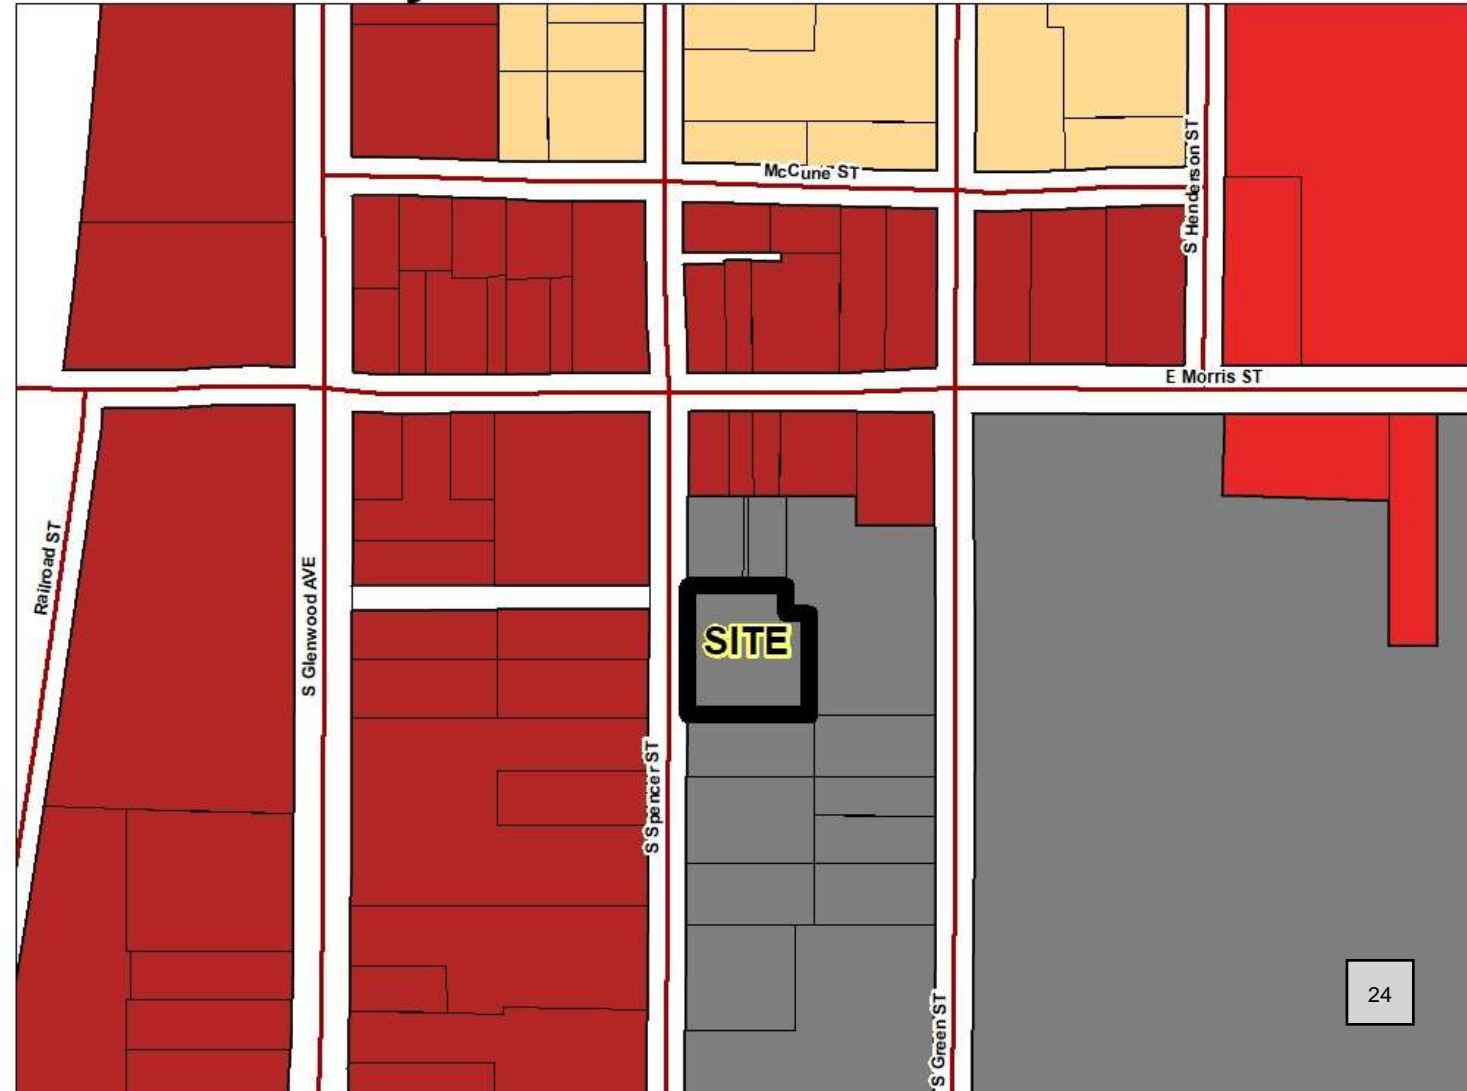 McCune ST
S Henderson ST
E Morris ST
Railroad ST
S Glenwood AVE
SITE
S Spencer ST
S Green ST
24